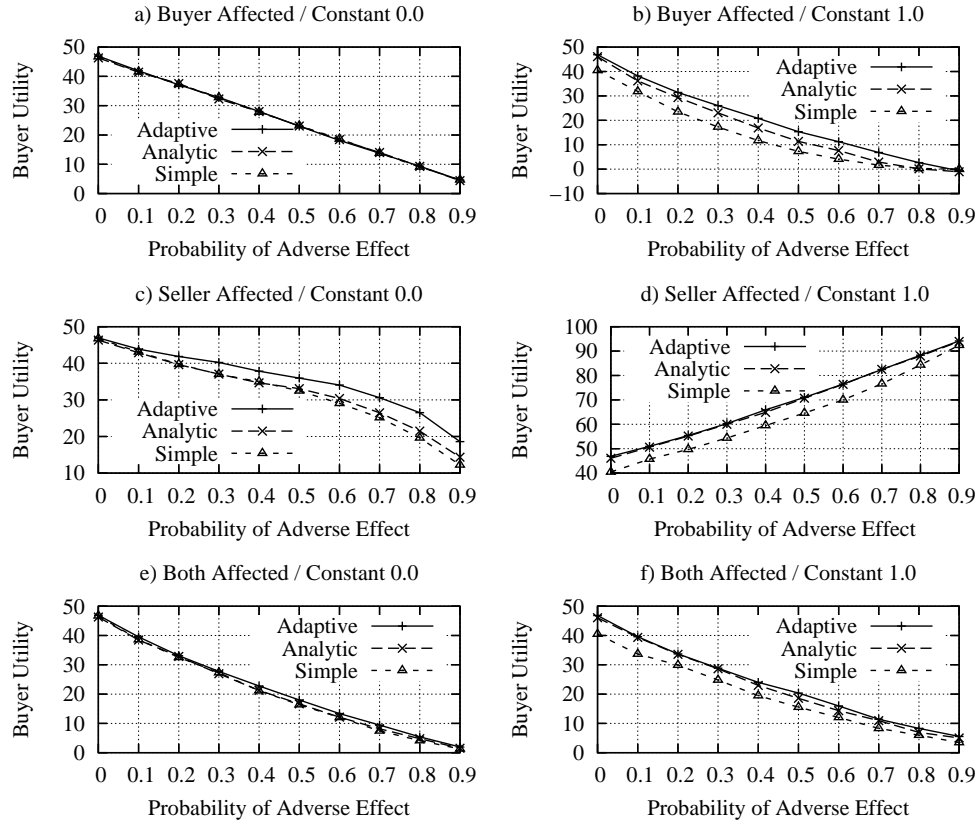 a) Buyer Affected / Constant 0.0
Buyer Utility
50
40
30
20
10
0
Adaptive
Analytic
Simple
0 0.1 0.2 0.3 0.4 0.5 0.6 0.7 0.8 0.9
Probability of Adverse Effect
b) Buyer Affected / Constant 1.0
Buyer Utility
50
40
30
20
10
0
−10
Adaptive
Analytic
Simple
0 0.1 0.2 0.3 0.4 0.5 0.6 0.7 0.8 0.9
Probability of Adverse Effect
c) Seller Affected / Constant 0.0
Buyer Utility
50
40
30
20
10
Adaptive
Analytic
Simple
0 0.1 0.2 0.3 0.4 0.5 0.6 0.7 0.8 0.9
Probability of Adverse Effect
d) Seller Affected / Constant 1.0
Buyer Utility
100
90
80
70
60
50
40
Adaptive
Analytic
Simple
0 0.1 0.2 0.3 0.4 0.5 0.6 0.7 0.8 0.9
Probability of Adverse Effect
e) Both Affected / Constant 0.0
Buyer Utility
50
40
30
20
10
0
Adaptive
Analytic
Simple
0 0.1 0.2 0.3 0.4 0.5 0.6 0.7 0.8 0.9
Probability of Adverse Effect
f) Both Affected / Constant 1.0
Buyer Utility
50
40
30
20
10
0
Adaptive
Analytic
Simple
0 0.1 0.2 0.3 0.4 0.5 0.6 0.7 0.8 0.9
Probability of Adverse Effect